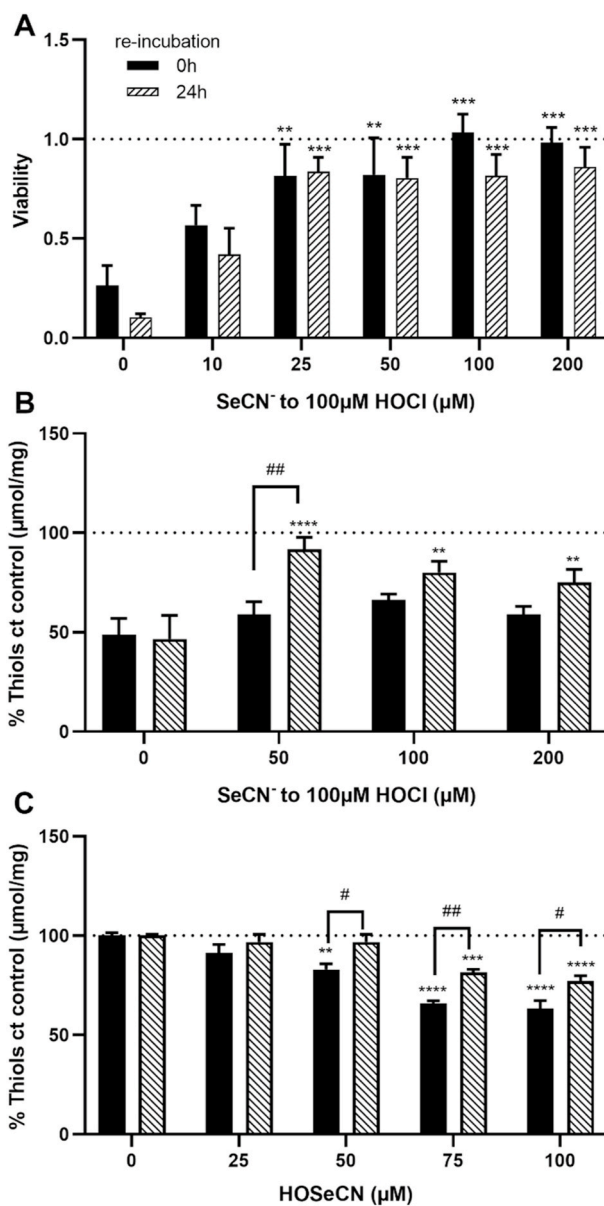 A
re-incubation
0h
24h
Viability
1.5
1.0
0.5
0.0
** *** ** *** *** *** *** ***
0 10 25 50 100 200
SeCN⁻ to 100µM HOCl (µM)
B
% Thiols ct control (µmol/mg)
150
100
50
0
##
**** ** **
0 50 100 200
SeCN⁻ to 100µM HOCl (µM)
C
% Thiols ct control (µmol/mg)
150
100
50
0
# ## #
** **** *** **** ****
0 25 50 75 100
HOSeCN (µM)